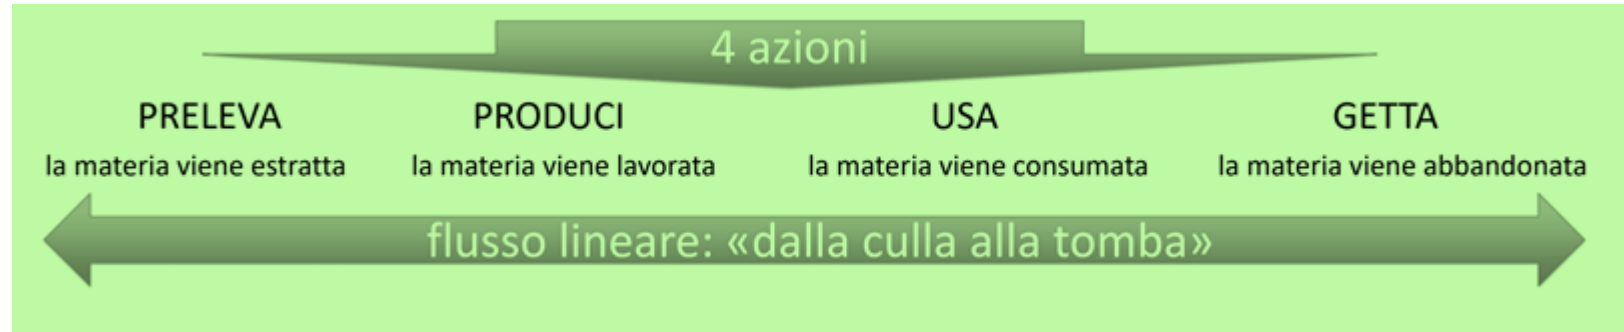 4 azioni
PRELEVA PRODUCI USA GETTA
la materia viene estratta la materia viene lavorata la materia viene consumata la materia viene abbandonata
flusso lineare: «dalla culla alla tomba»